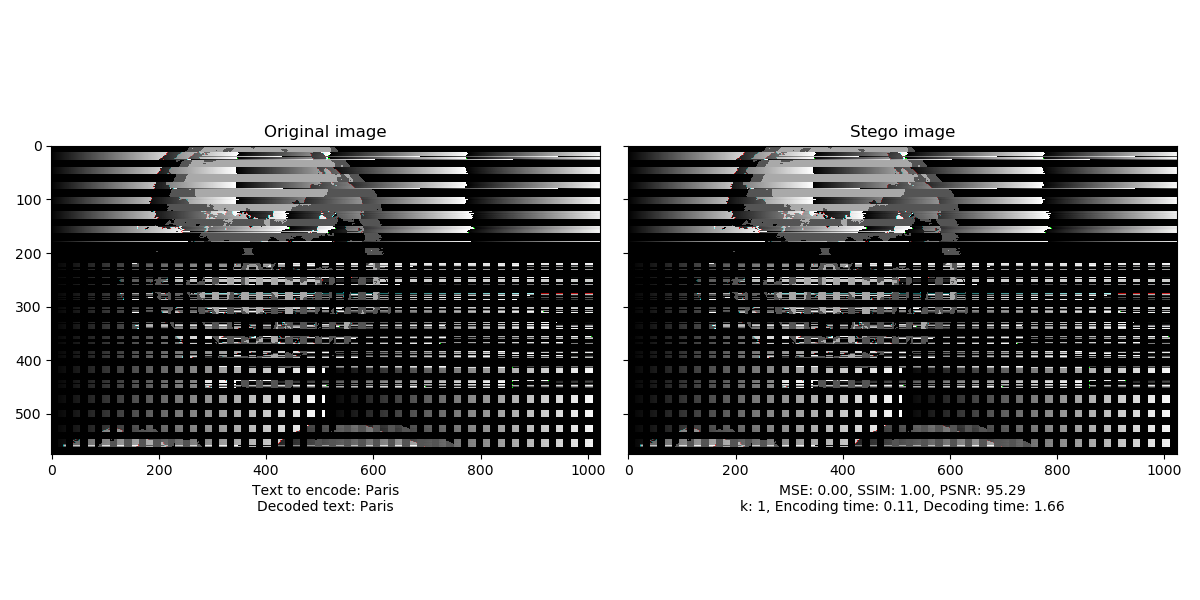 Original image
Stego image
0
100
200
300
400
500
0 200 400 600 800 1000
0 200 400 600 800 1000
Text to encode: Paris
Decoded text: Paris
MSE: 0.00, SSIM: 1.00, PSNR: 95.29
k: 1, Encoding time: 0.11, Decoding time: 1.66